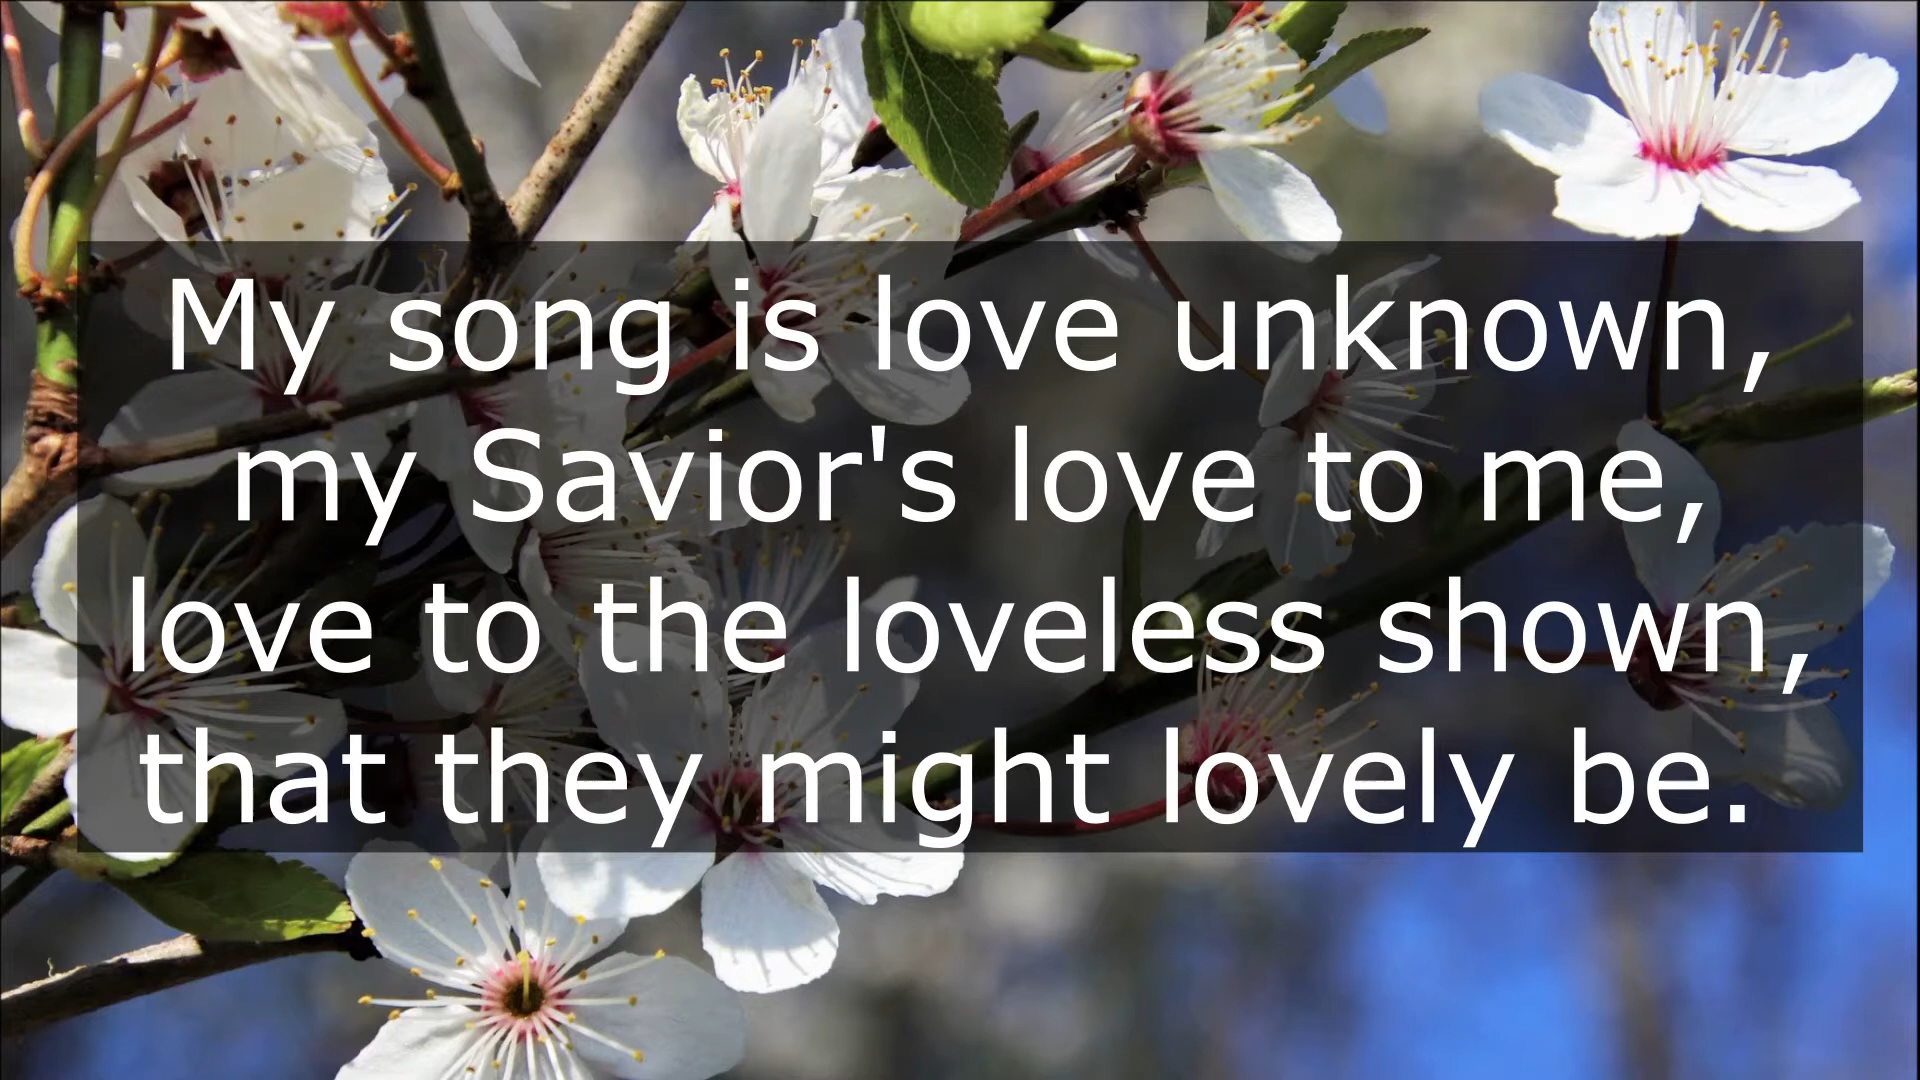 My song is love unknown,
my Savior's love to me,
love to the loveless shown,
that they might lovely be.